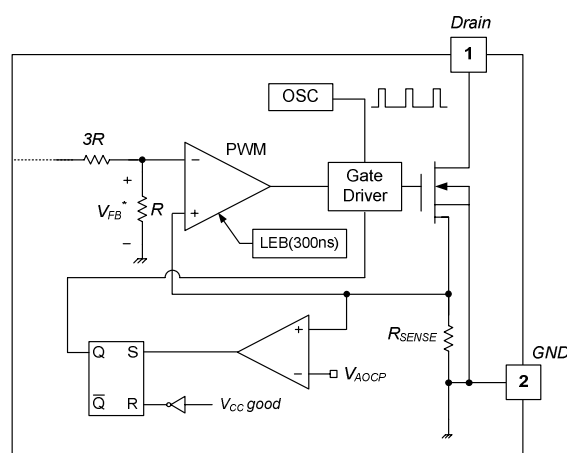 Drain
1
OSC
3R
PWM
−
+
V_FB*
R
−
+
Gate
Driver
LEB(300ns)
+
R_SENSE
GND
Q
S
−
V_AOCP
2
Q̅
R
V_CC good